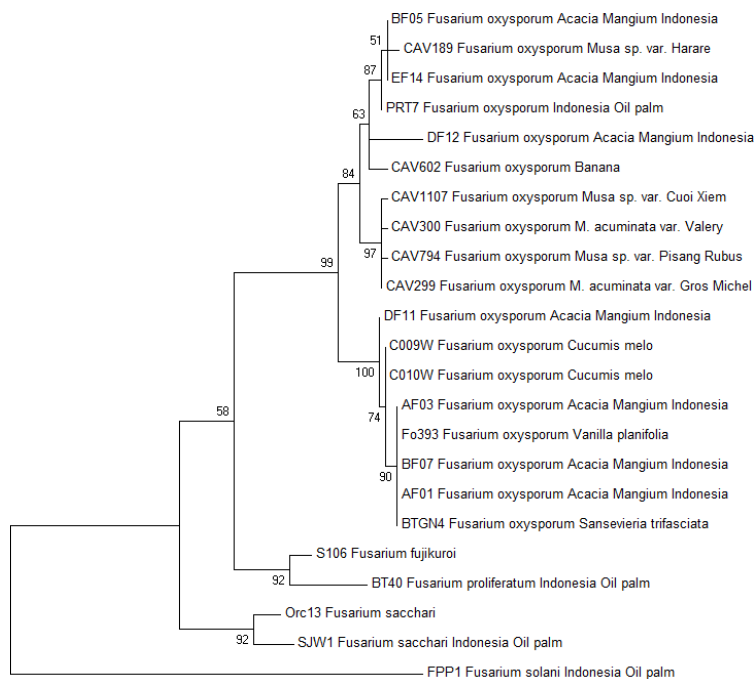 BF05 Fusarium oxysporum Acacia Mangium Indonesia
51
CAV189 Fusarium oxysporum Musa sp. var. Harare
87
EF14 Fusarium oxysporum Acacia Mangium Indonesia
PRT7 Fusarium oxysporum Indonesia Oil palm
63
DF12 Fusarium oxysporum Acacia Mangium Indonesia
CAV602 Fusarium oxysporum Banana
84
CAV1107 Fusarium oxysporum Musa sp. var. Cuoi Xiem
CAV300 Fusarium oxysporum M. acuminata var. Valery
97
CAV794 Fusarium oxysporum Musa sp. var. Pisang Rubus
99
CAV299 Fusarium oxysporum M. acuminata var. Gros Michel
DF11 Fusarium oxysporum Acacia Mangium Indonesia
C009W Fusarium oxysporum Cucumis melo
100
C010W Fusarium oxysporum Cucumis melo
58
74
AF03 Fusarium oxysporum Acacia Mangium Indonesia
Fo393 Fusarium oxysporum Vanilla planifolia
90
BF07 Fusarium oxysporum Acacia Mangium Indonesia
AF01 Fusarium oxysporum Acacia Mangium Indonesia
BTGN4 Fusarium oxysporum Sansevieria trifasciata
S106 Fusarium fujikuroi
92
BT40 Fusarium proliferatum Indonesia Oil palm
Orc13 Fusarium sacchari
92
SJW1 Fusarium sacchari Indonesia Oil palm
FPP1 Fusarium solani Indonesia Oil palm